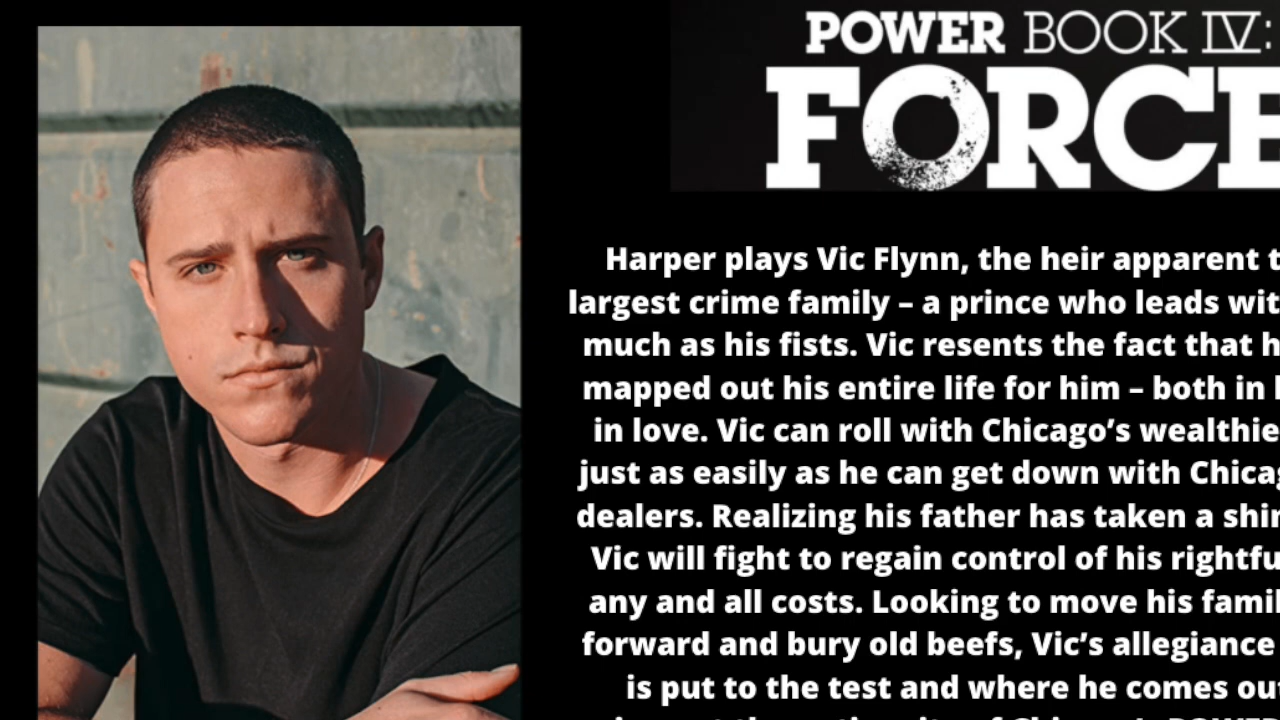 POWER BOOK IV:
FORCE
Harper plays Vic Flynn, the heir apparent t
largest crime family – a prince who leads wit
much as his fists. Vic resents the fact that h
mapped out his entire life for him – both in
in love. Vic can roll with Chicago’s wealthie
just as easily as he can get down with Chicag
dealers. Realizing his father has taken a shin
Vic will fight to regain control of his rightfu
any and all costs. Looking to move his famil
forward and bury old beefs, Vic’s allegiance
is put to the test and where he comes out